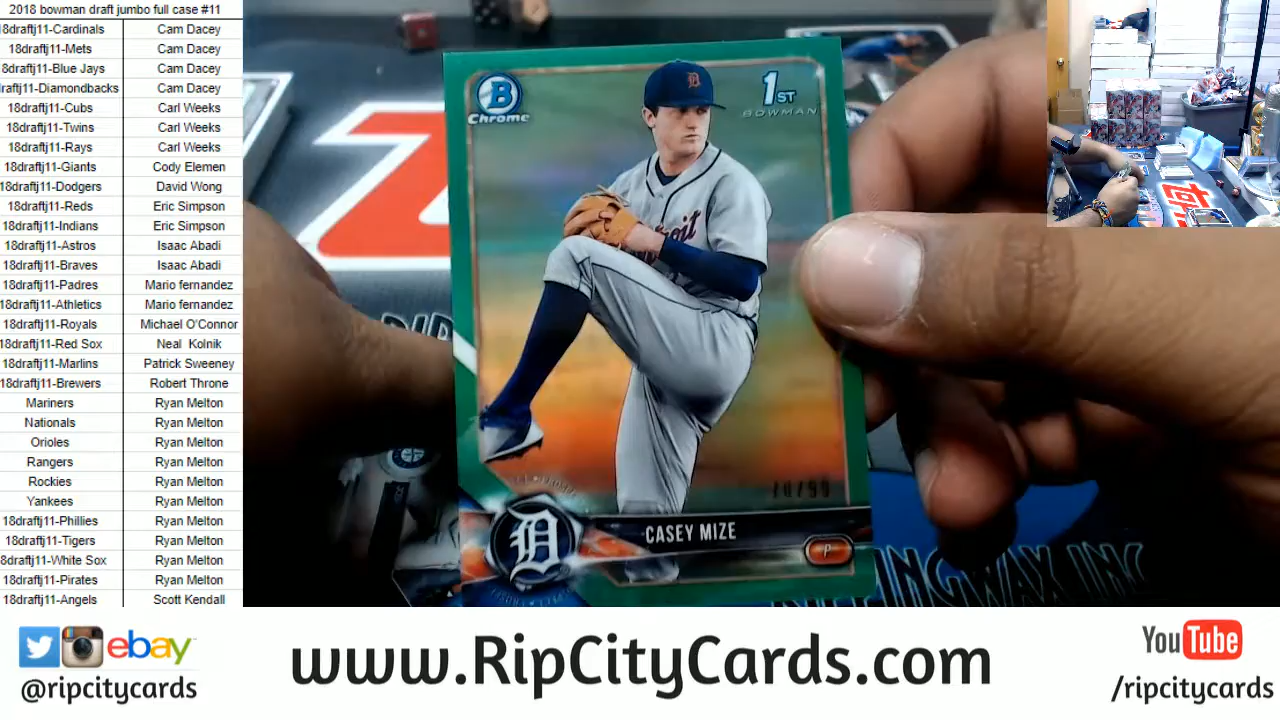 2018 bowman draft jumbo full case #11
18draftj11-Cardinals Cam Dacey
18draftj11-Mets Cam Dacey
18draftj11-Blue Jays Cam Dacey
draftj11-Diamondbacks Cam Dacey
18draftj11-Cubs Carl Weeks
18draftj11-Twins Carl Weeks
18draftj11-Rays Carl Weeks
18draftj11-Giants Cody Elemen
18draftj11-Dodgers David Wong
18draftj11-Reds Eric Simpson
18draftj11-Indians Eric Simpson
18draftj11-Astros Isaac Abadi
18draftj11-Braves Isaac Abadi
18draftj11-Padres Mario fernandez
18draftj11-Athletics Mario fernandez
18draftj11-Royals Michael O'Connor
18draftj11-Red Sox Neal Kolnik
18draftj11-Marlins Patrick Sweeney
18draftj11-Brewers Robert Throne
Mariners Ryan Melton
Nationals Ryan Melton
Orioles Ryan Melton
Rangers Ryan Melton
Rockies Ryan Melton
Yankees Ryan Melton
18draftj11-Phillies Ryan Melton
18draftj11-Tigers Ryan Melton
8draftj11-White Sox Ryan Melton
18draftj11-Pirates Ryan Melton
18draftj11-Angels Scott Kendall
B
Chrome
1ST
BOWMAN
D
Detroit
D
CASEY MIZE
P
PINGWAX INC
ebay
@ripcitycards
www.RipCityCards.com
YouTube
/ripcitycards